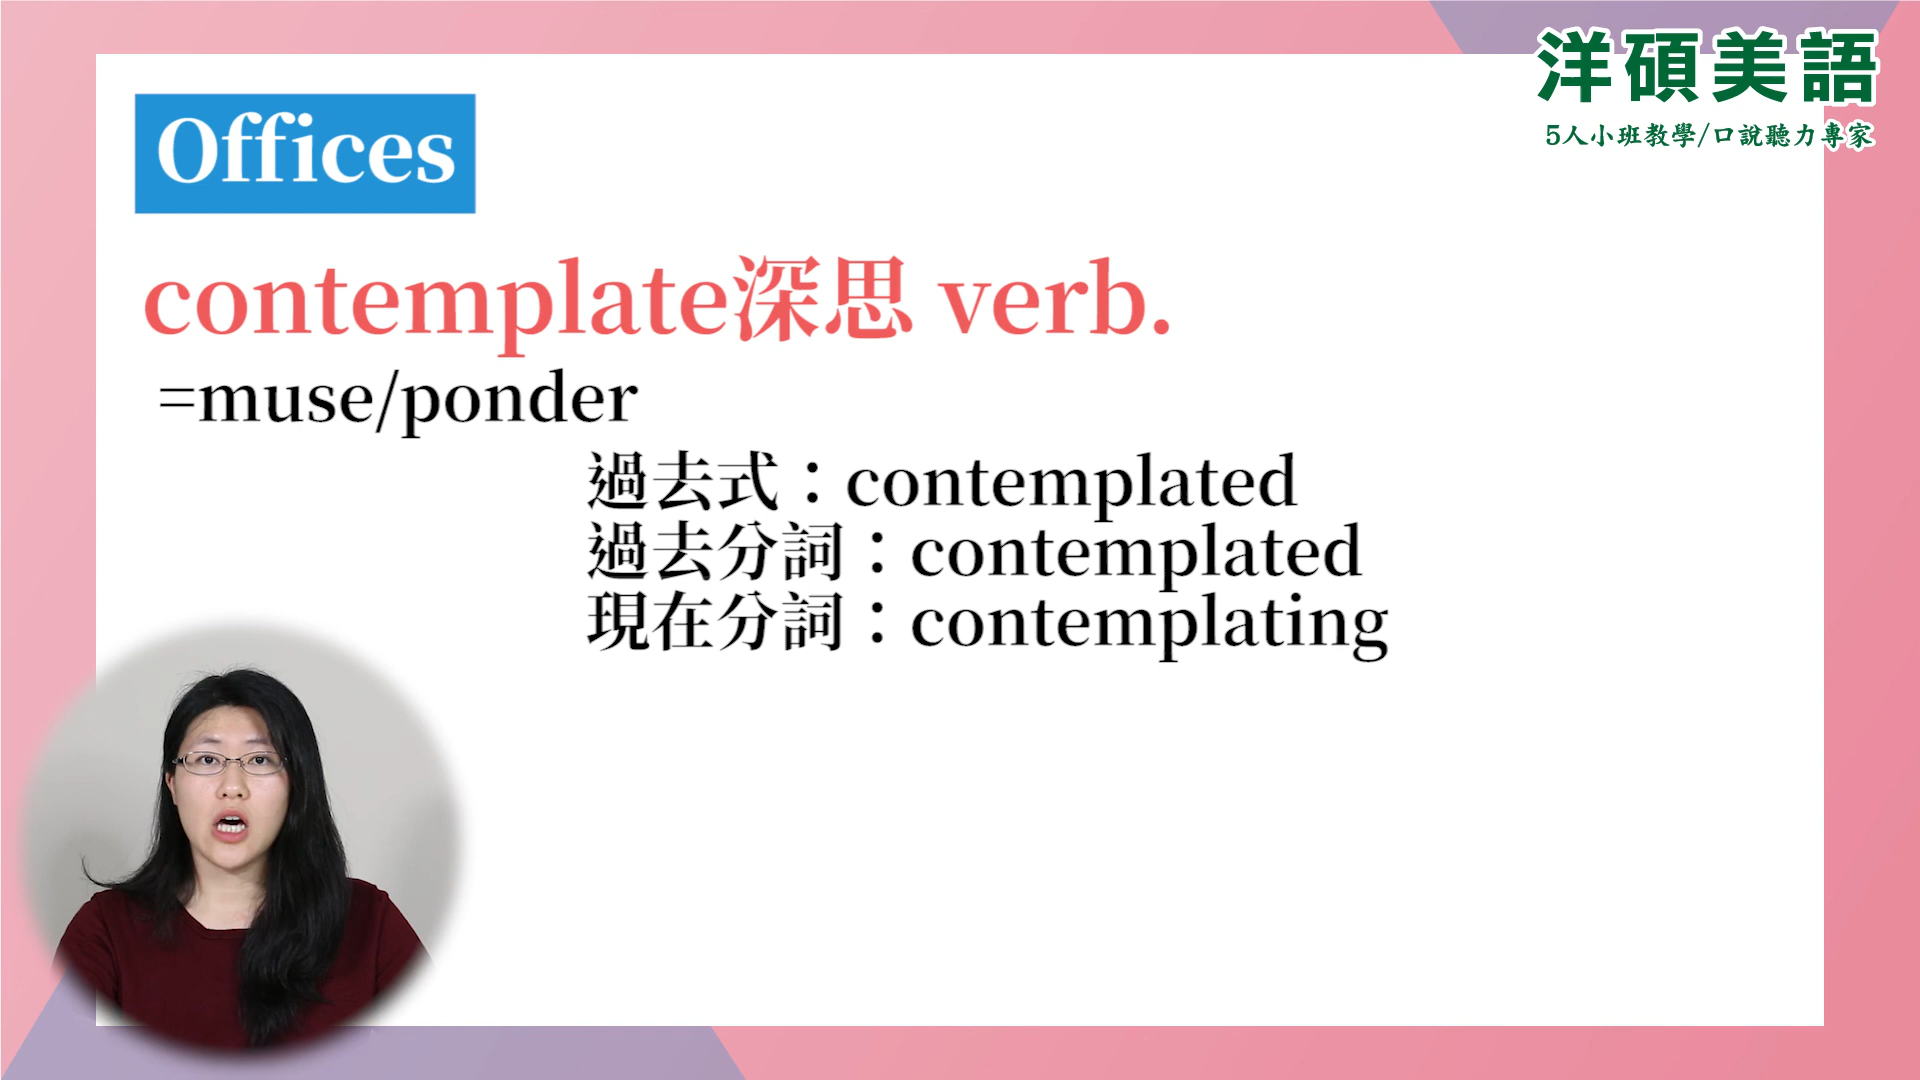 洋碩美語
5人小班教學/口說聽力專家
Offices
contemplate深思 verb.
=muse/ponder
過去式：contemplated
過去分詞：contemplated
現在分詞：contemplating